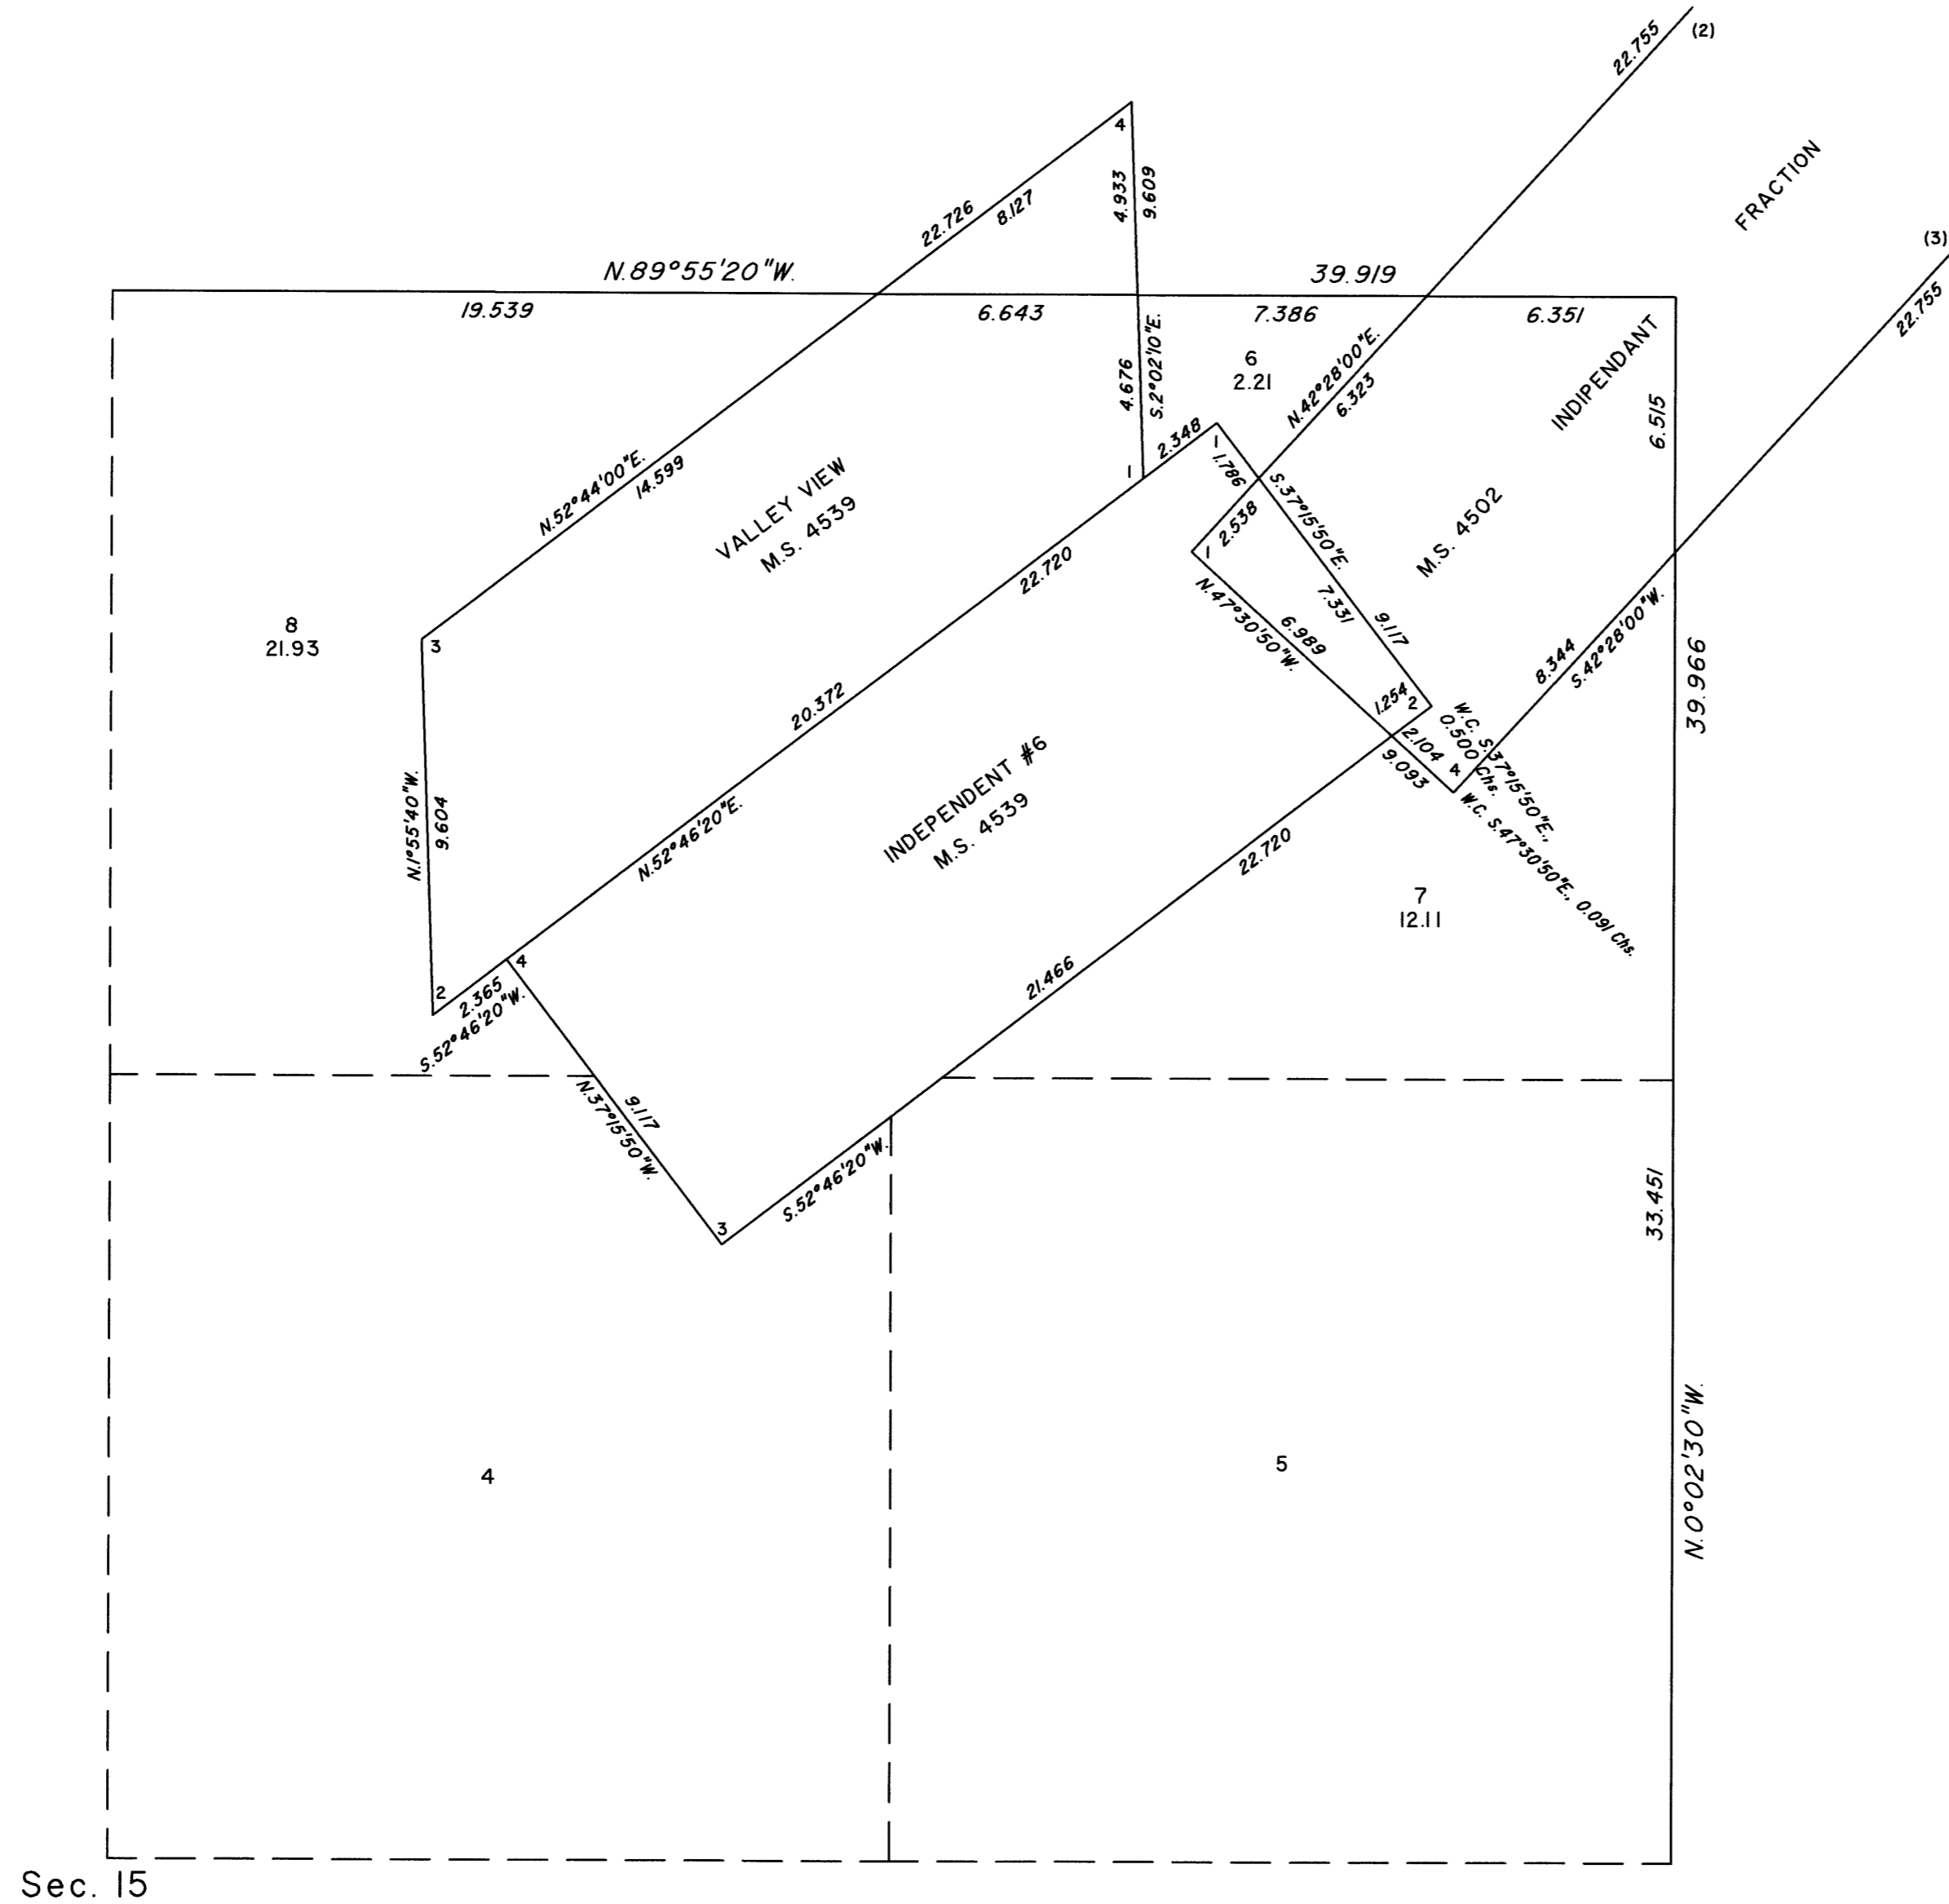 22.755
(2)
FRACTION
4
4.933
9.609
22.726
8.127
(3)
22.755
N.89°55'20"W.
39.919
19.539
6.643
7.386
6.351
INDIPENDANT
6
2.21
4.676
S.2°02'10"E.
N.42°28'00"E.
6.323
6.515
2.348
1
1
1.786
N.52°44'00"E.
14.599
VALLEY VIEW
M.S. 4539
S.37°15'50"E.
M.S. 4502
2.538
1
22.720
N.47°30'50"W.
6.989
7.331
9.117
8
21.93
3
8.344
S.42°28'00"W.
39.966
20.372
1.254
2
W.C. S.37°15'50"E.,
0.500 Chs.
2.104
4
9.093
W.C. S.47°30'50"E., 0.091 Chs.
INDEPENDENT #6
M.S. 4539
N.1°55'40"W.
9.604
N.52°46'20"E.
22.720
7
12.11
4
2
2.365
S.52°46'20"W.
21.466
9.117
N.37°15'50"W.
S.52°46'20"W.
3
33.451
4
5
N.0°02'30"W.
Sec. 15